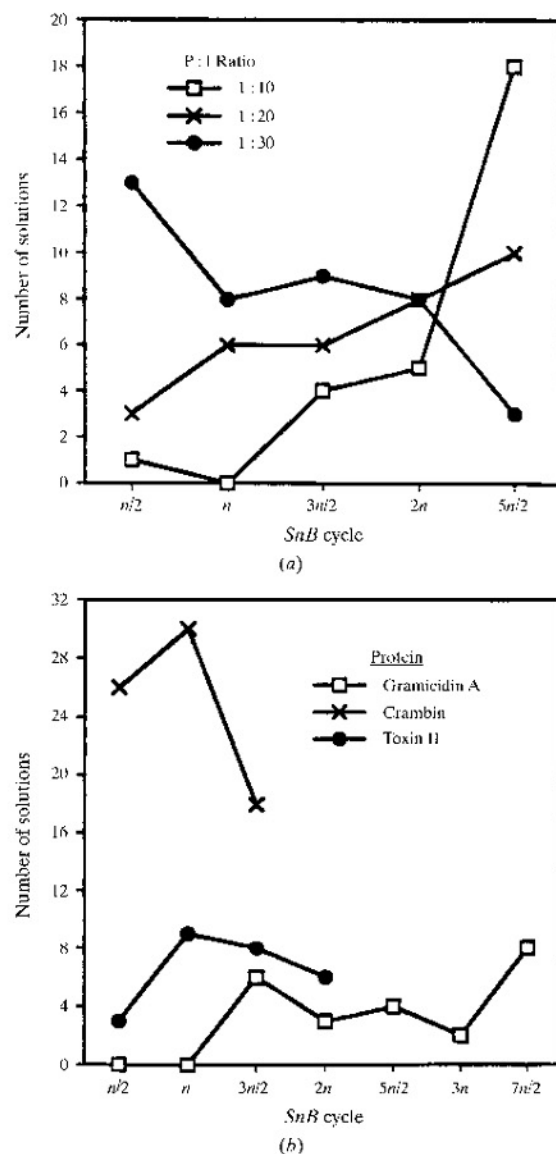 20
18
16
14
12
10
8
6
4
2
0
Number of solutions
P : I Ratio
1 : 10
1 : 20
1 : 30
n/2
n
3n/2
2n
5n/2
SnB cycle
(a)
32
28
24
20
16
12
8
4
0
Number of solutions
Protein
Gramicidin A
Crambin
Toxin II
n/2
n
3n/2
2n
5n/2
3n
7n/2
SnB cycle
(b)